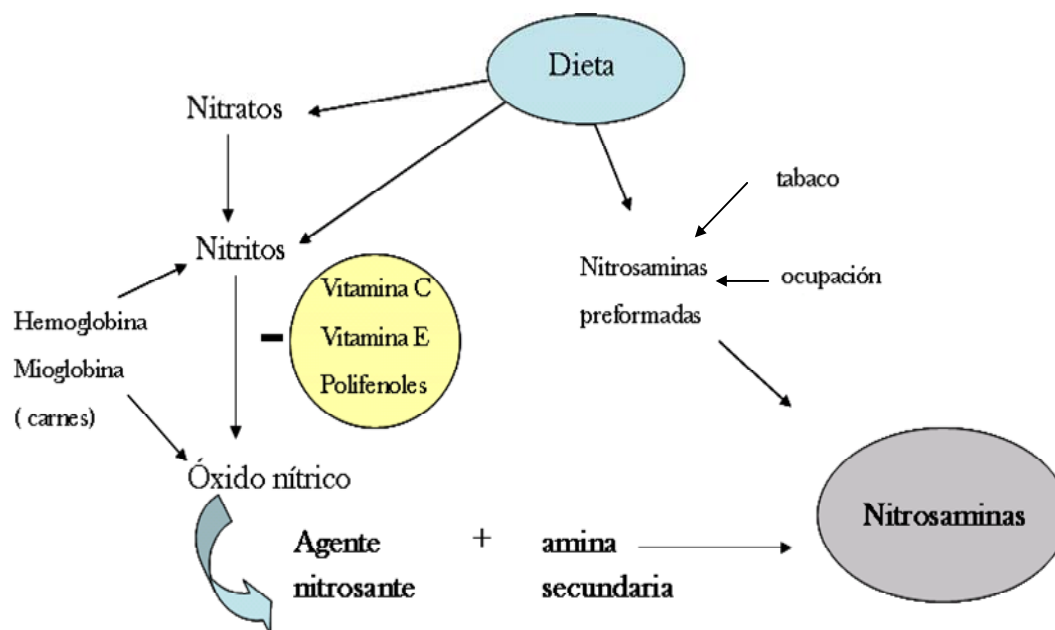 Dieta
Nitratos
tabaco
Nitritos
Nitrosaminas
preformadas
ocupación
Vitamina C
Vitamina E
Polifenoles
-
Hemoglobina
Mioglobina
( carnes)
Óxido nítrico
Agente
nitrosante
+
amina
secundaria
Nitrosaminas